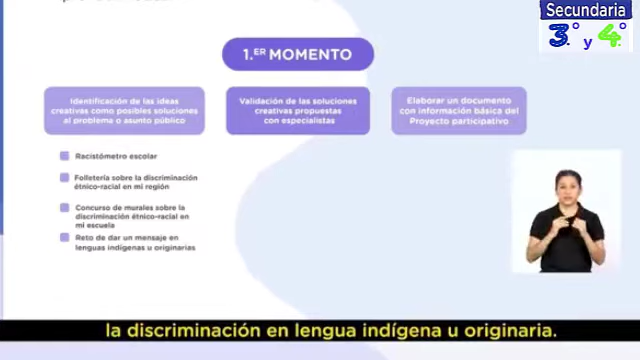 Secundaria
3.° y 4.°
1.ER MOMENTO
Identificación de las ideas
creativas como posibles soluciones
al problema o asunto público
Validación de las soluciones
creativas propuestas
con especialistas
Elaborar un documento
con información básica del
Proyecto participativo
Racistómetro escolar
Folletería sobre la discriminación
étnico-racial en mi región
Concurso de murales sobre la
discriminación étnico-racial en
mi escuela
Reto de dar un mensaje en
lenguas indígenas u originarias
la discriminación en lengua indígena u originaria.